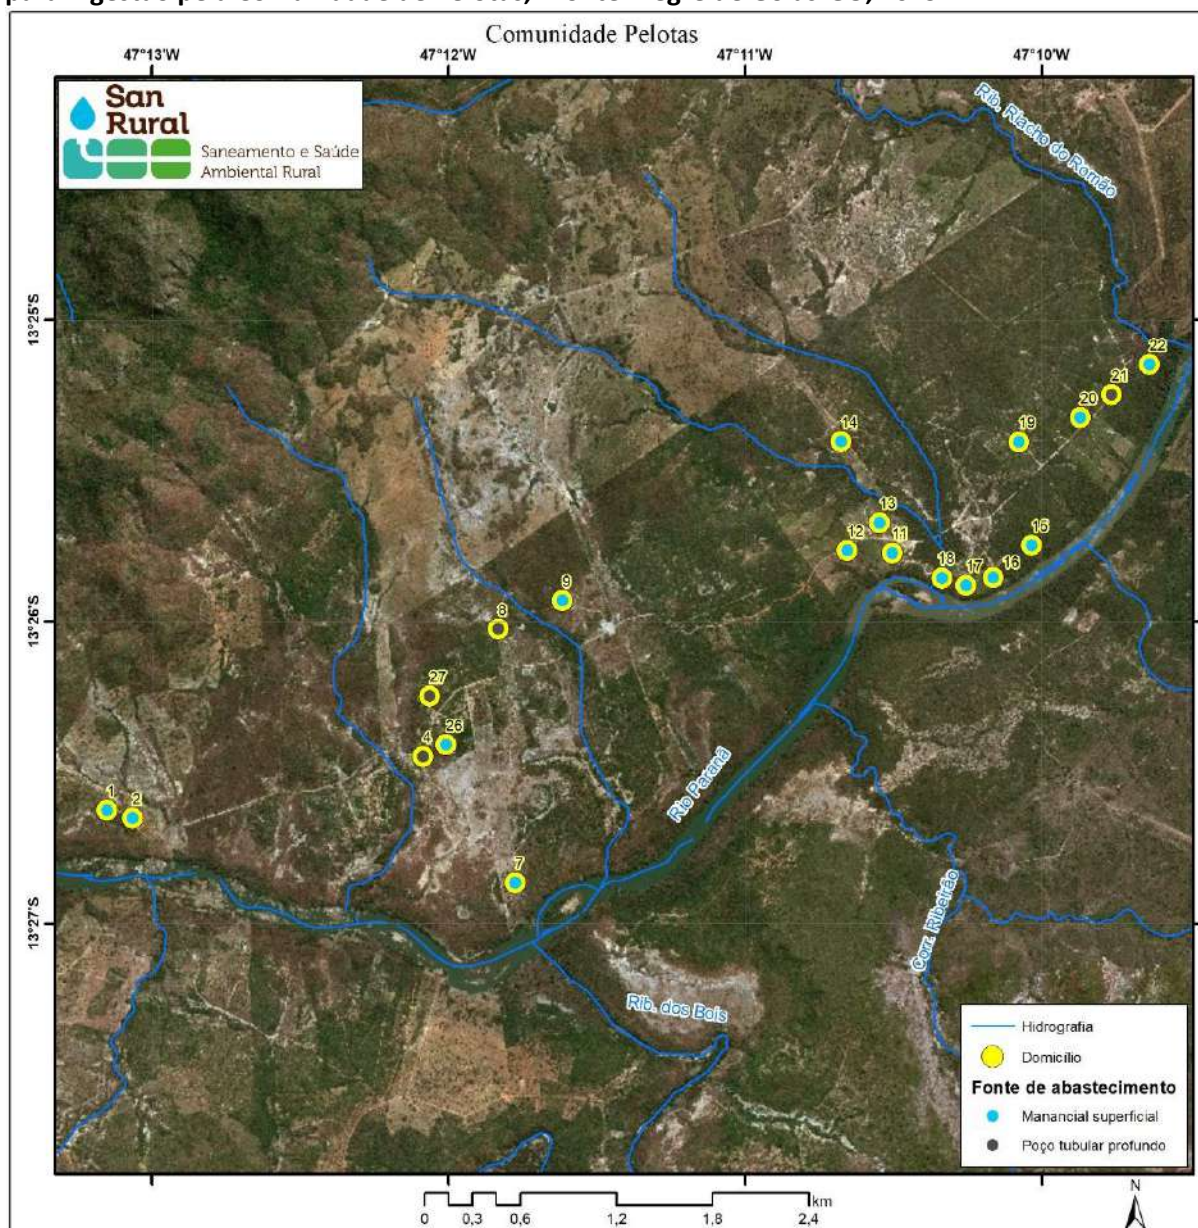 Comunidade Pelotas
47°13'W
47°12'W
47°11'W
47°10'W
San
Rural
Saneamento e Saúde
Ambiental Rural
Rib. Riacho do Romão
13°25'S
22
21
20
14
19
13
12
11
15
18
17
16
9
8
13°26'S
27
26
4
Rio Paranã
1
2
7
Corr. Ribeirão
13°27'S
Rib. dos Bois
Hidrografia
Domicílio
Fonte de abastecimento
Manancial superficial
Poço tubular profundo
N
km
0 0,3 0,6 1,2 1,8 2,4